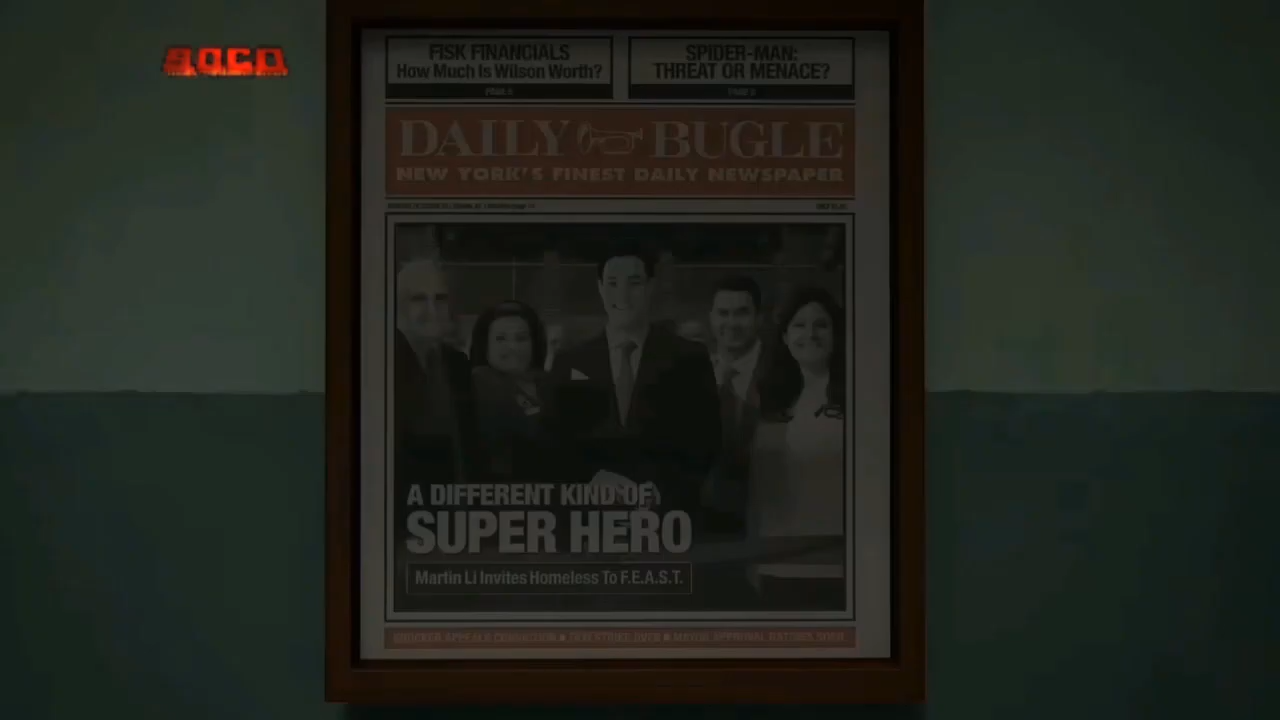 FISK FINANCIALS
How Much Is Wilson Worth?
SPIDER-MAN:
THREAT OR MENACE?
DAILY BUGLE
NEW YORK'S FINEST DAILY NEWSPAPER
A DIFFERENT KIND OF
SUPER HERO
Martin Li Invites Homeless To F.E.A.S.T.